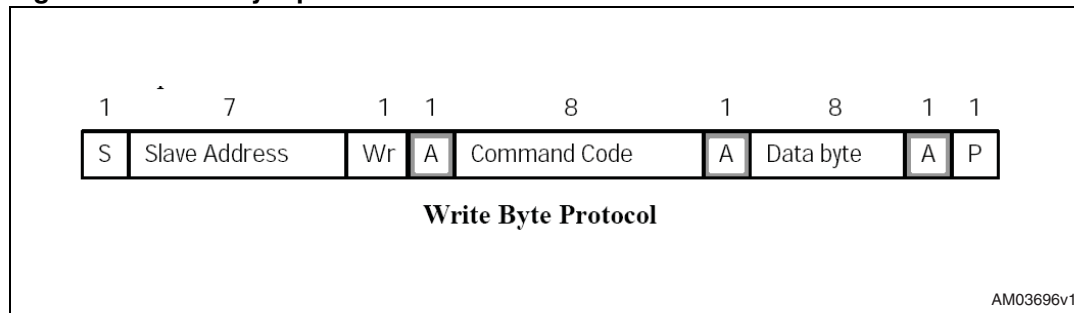 1 7 1 1 8 1 8 1 1
S Slave Address Wr A Command Code A Data byte A P
Write Byte Protocol
AM03696v1